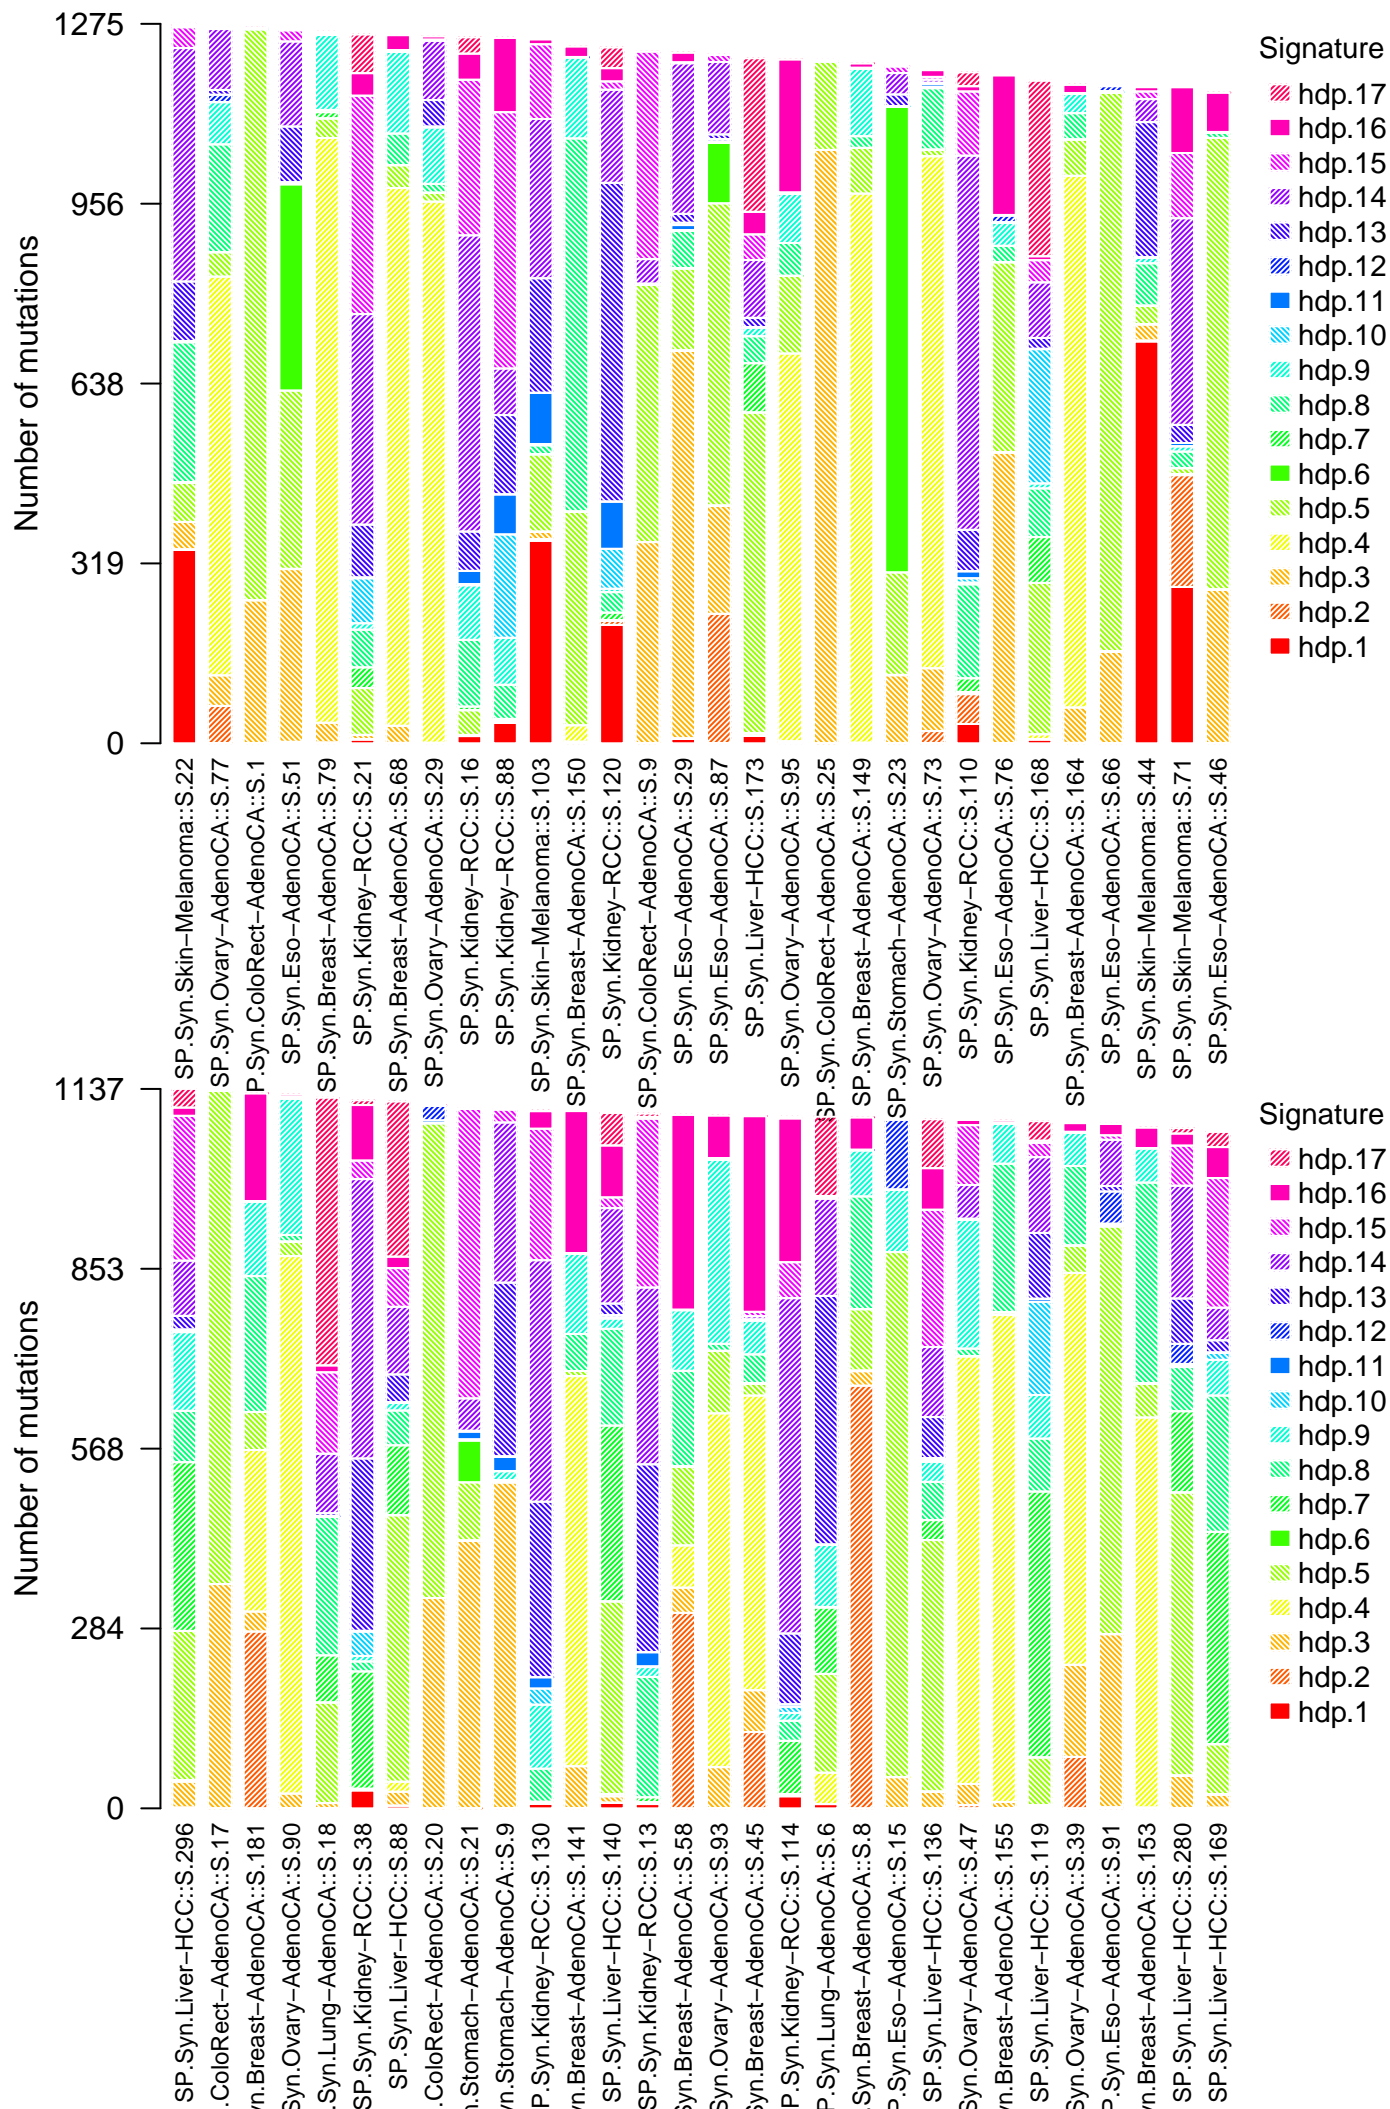 Number of mutations
1275
956
638
319
0
Signature
hdp.17
hdp.16
hdp.15
hdp.14
hdp.13
hdp.12
hdp.11
hdp.10
hdp.9
hdp.8
hdp.7
hdp.6
hdp.5
hdp.4
hdp.3
hdp.2
hdp.1
SP.Syn.Skin−Melanoma::S.22
SP.Syn.Ovary−AdenoCA::S.77
P.Syn.ColoRect−AdenoCA::S.1
SP.Syn.Eso−AdenoCA::S.51
SP.Syn.Breast−AdenoCA::S.79
SP.Syn.Kidney−RCC::S.21
SP.Syn.Breast−AdenoCA::S.68
SP.Syn.Ovary−AdenoCA::S.29
SP.Syn.Kidney−RCC::S.16
SP.Syn.Kidney−RCC::S.88
SP.Syn.Skin−Melanoma::S.103
SP.Syn.Breast−AdenoCA::S.150
SP.Syn.Kidney−RCC::S.120
SP.Syn.ColoRect−AdenoCA::S.9
SP.Syn.Eso−AdenoCA::S.29
SP.Syn.Eso−AdenoCA::S.87
SP.Syn.Liver−HCC::S.173
SP.Syn.Ovary−AdenoCA::S.95
SP.Syn.ColoRect−AdenoCA::S.25
SP.Syn.Breast−AdenoCA::S.149
SP.Syn.Stomach−AdenoCA::S.23
SP.Syn.Ovary−AdenoCA::S.73
SP.Syn.Kidney−RCC::S.110
SP.Syn.Eso−AdenoCA::S.76
SP.Syn.Liver−HCC::S.168
SP.Syn.Breast−AdenoCA::S.164
SP.Syn.Eso−AdenoCA::S.66
SP.Syn.Skin−Melanoma::S.44
SP.Syn.Skin−Melanoma::S.71
SP.Syn.Eso−AdenoCA::S.46
Number of mutations
1137
853
568
284
0
Signature
hdp.17
hdp.16
hdp.15
hdp.14
hdp.13
hdp.12
hdp.11
hdp.10
hdp.9
hdp.8
hdp.7
hdp.6
hdp.5
hdp.4
hdp.3
hdp.2
hdp.1
SP.Syn.Liver−HCC::S.296
.ColoRect−AdenoCA::S.17
yn.Breast−AdenoCA::S.181
Syn.Ovary−AdenoCA::S.90
.Syn.Lung−AdenoCA::S.18
SP.Syn.Kidney−RCC::S.38
SP.Syn.Liver−HCC::S.88
.ColoRect−AdenoCA::S.20
n.Stomach−AdenoCA::S.21
yn.Stomach−AdenoCA::S.9
P.Syn.Kidney−RCC::S.130
yn.Breast−AdenoCA::S.141
SP.Syn.Liver−HCC::S.140
SP.Syn.Kidney−RCC::S.13
Syn.Breast−AdenoCA::S.58
Syn.Ovary−AdenoCA::S.93
Syn.Breast−AdenoCA::S.45
P.Syn.Kidney−RCC::S.114
P.Syn.Lung−AdenoCA::S.6
.Syn.Breast−AdenoCA::S.8
P.Syn.Eso−AdenoCA::S.15
SP.Syn.Liver−HCC::S.136
Syn.Ovary−AdenoCA::S.47
yn.Breast−AdenoCA::S.155
SP.Syn.Liver−HCC::S.119
Syn.Ovary−AdenoCA::S.39
P.Syn.Eso−AdenoCA::S.91
yn.Breast−AdenoCA::S.153
SP.Syn.Liver−HCC::S.280
SP.Syn.Liver−HCC::S.169